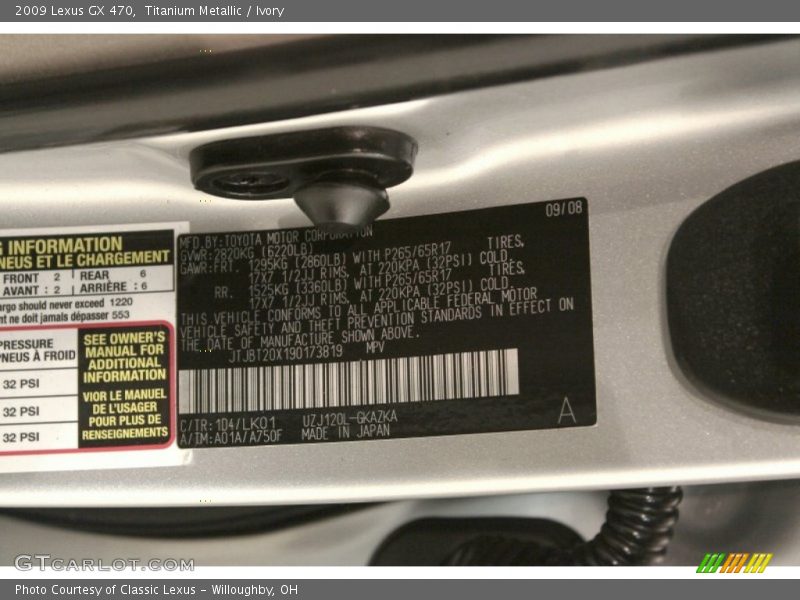 2009 Lexus GX 470, Titanium Metallic / Ivory
09/08
MFD.BY:TOYOTA MOTOR CORPORATION
GVWR:2820KG (6220LB)
GAWR:FRT. 1295KG (2860LB) WITH P265/65R17 TIRES,
17X7 1/2JJ RIMS, AT 220KPA (32PSI) COLD
RR. 1525KG (3360LB) WITH P265/65R17 TIRES,
17X7 1/2JJ RIMS, AT 220KPA (32PSI) COLD
THIS VEHICLE CONFORMS TO ALL APPLICABLE FEDERAL MOTOR
VEHICLE SAFETY AND THEFT PREVENTION STANDARDS IN EFFECT ON
THE DATE OF MANUFACTURE SHOWN ABOVE.
JTJBT20X190173819 MPV
C/TR:1D4/LK01 UZJ120L-GKAZKA
A/TM:A01A/A750F MADE IN JAPAN
A
G INFORMATION
NEUS ET LE CHARGEMENT
FRONT 2 REAR 6
AVANT : 2 ARRIÈRE : 6
argo should never exceed 1220
nt ne doit jamais dépasser 553
PRESSURE
PNEUS À FROID
32 PSI
32 PSI
32 PSI
SEE OWNER'S
MANUAL FOR
ADDITIONAL
INFORMATION
VIOR LE MANUEL
DE L'USAGER
POUR PLUS DE
RENSEIGNEMENTS
GTCARLOT.COM
Photo Courtesy of Classic Lexus - Willoughby, OH